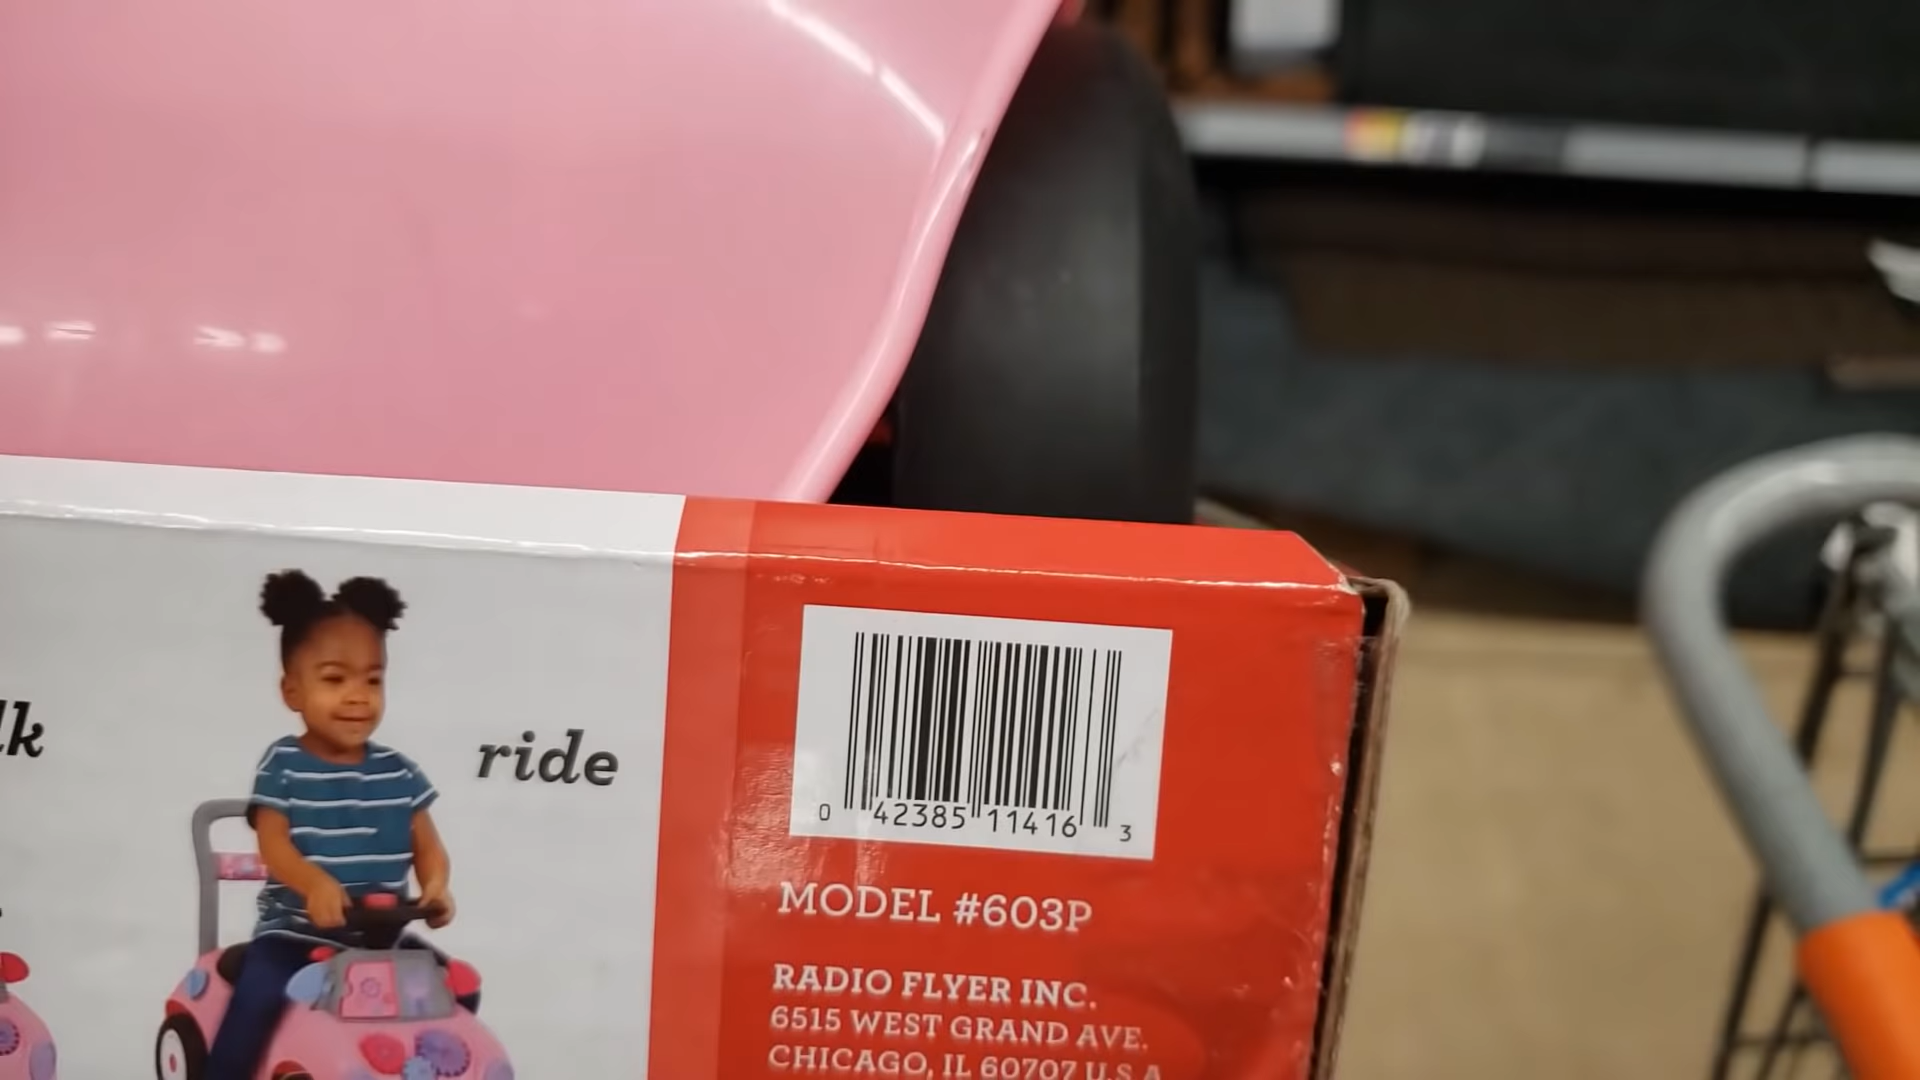 lk
ride
0 42385 11416 3
MODEL #603P
RADIO FLYER INC.
6515 WEST GRAND AVE.
CHICAGO, IL 60707 U.S.A